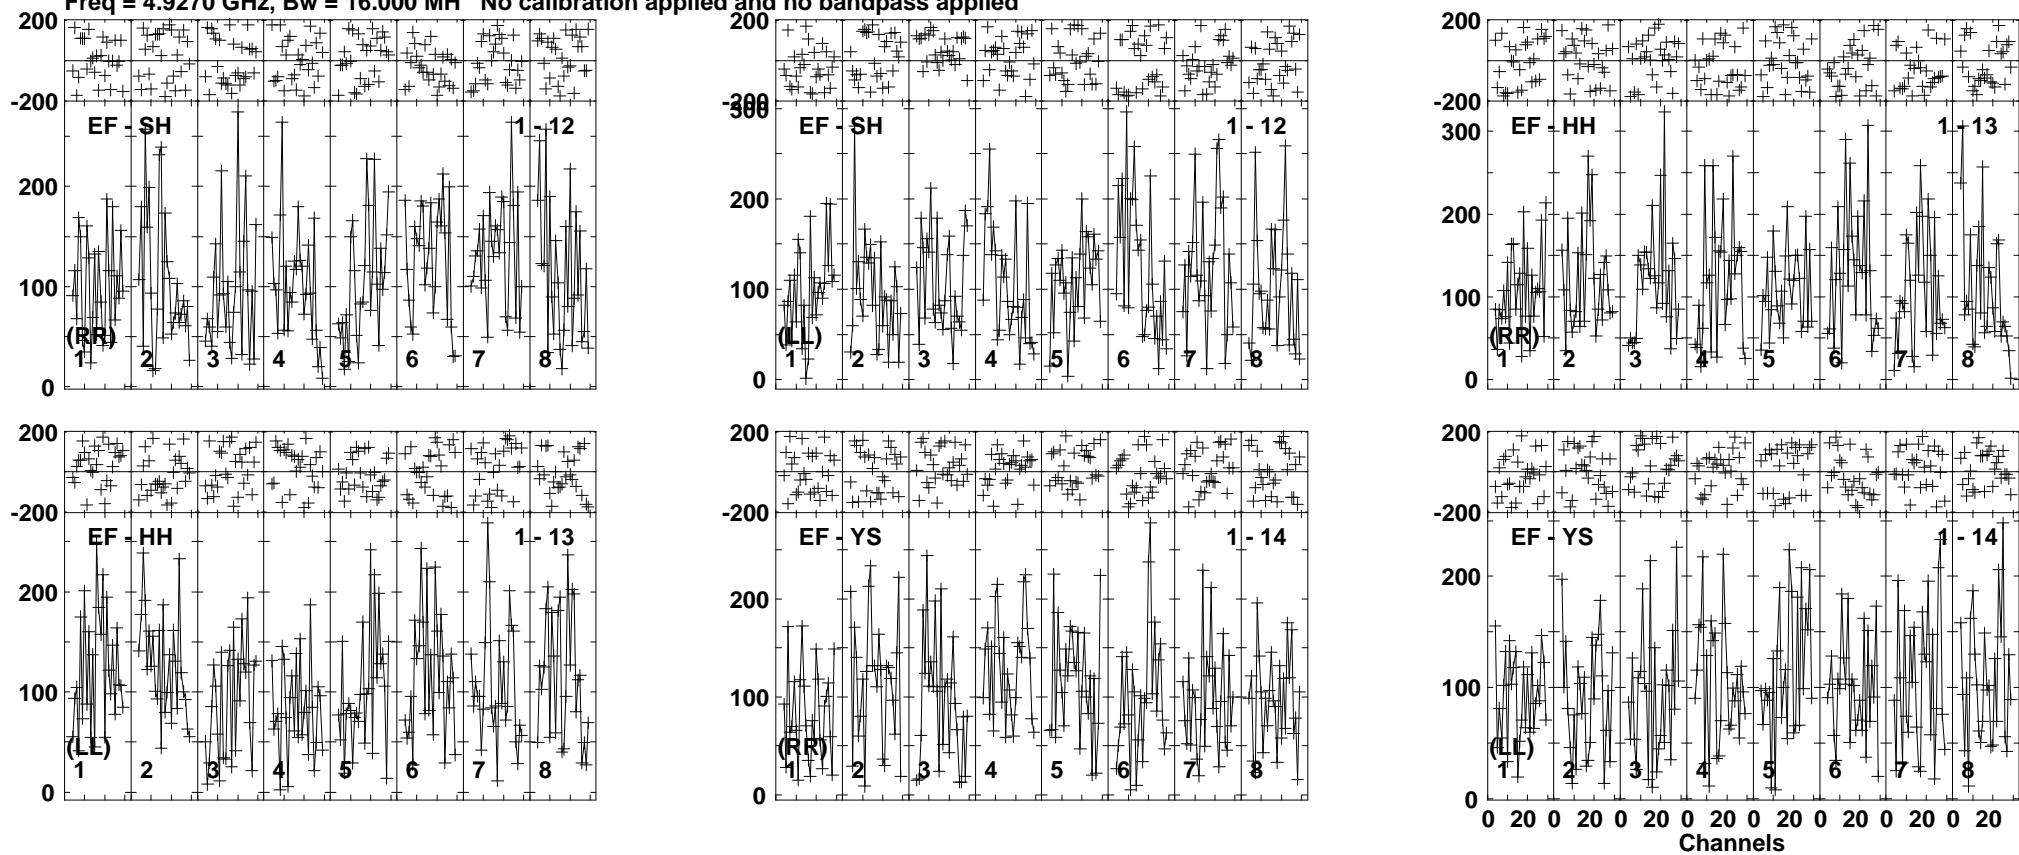 Freq = 4.9270 GHz, Bw = 16.000 MH No calibration applied and no bandpass applied
200 200 200
-200 -200 -200
300 300
EF - SH 1 - 12 EF - SH 1 - 12 EF - HH 1 - 13
200 200 200
100 100 100
(RR) (LL) (RR)
1 2 3 4 5 6 7 8 1 2 3 4 5 6 7 8 1 2 3 4 5 6 7 8
0 0 0
200 200 200
-200 -200 -200
EF - HH 1 - 13 EF - YS 1 - 14 EF - YS 1 - 14
200 200 200
100 100 100
(LL) (RR) (LL)
1 2 3 4 5 6 7 8 1 2 3 4 5 6 7 8 1 2 3 4 5 6 7 8
0 0 0
0 20 0 20 0 20 0 20 0 20 0 20 0 20 0 20
Channels